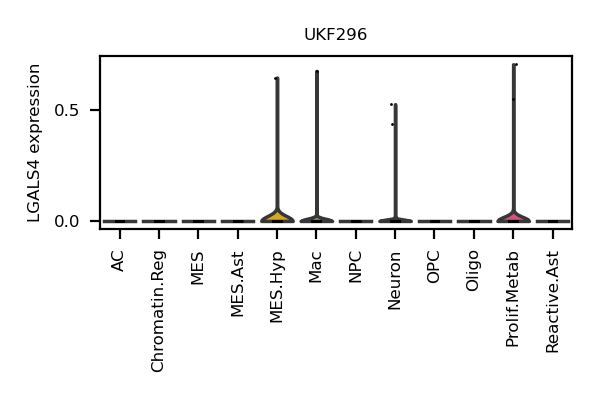 UKF296
LGALS4 expression
0.5
0.0
AC
Chromatin.Reg
MES
MES.Ast
MES.Hyp
Mac
NPC
Neuron
OPC
Oligo
Prolif.Metab
Reactive.Ast